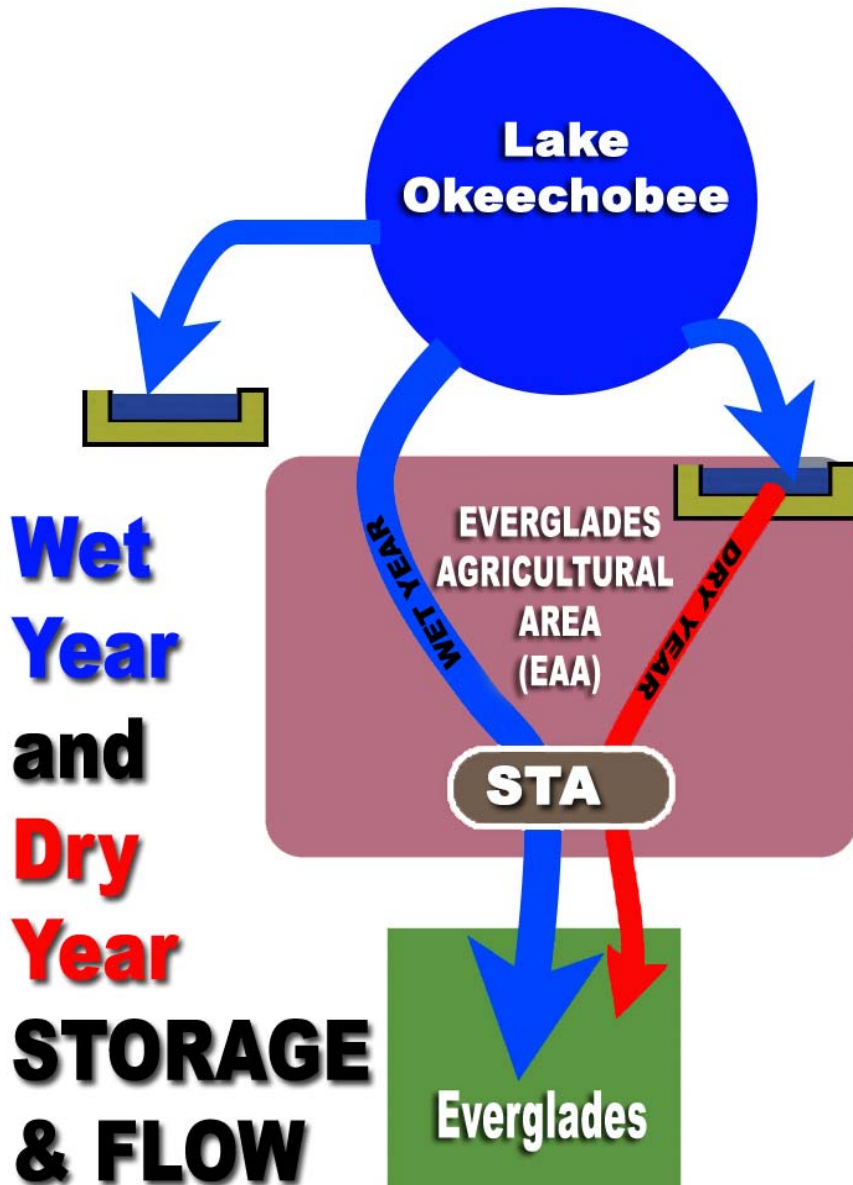 Lake
Okeechobee
WET YEAR
EVERGLADES
AGRICULTURAL
AREA
(EAA)
DRY YEAR
STA
Everglades
Wet
Year
and
Dry
Year
STORAGE
& FLOW